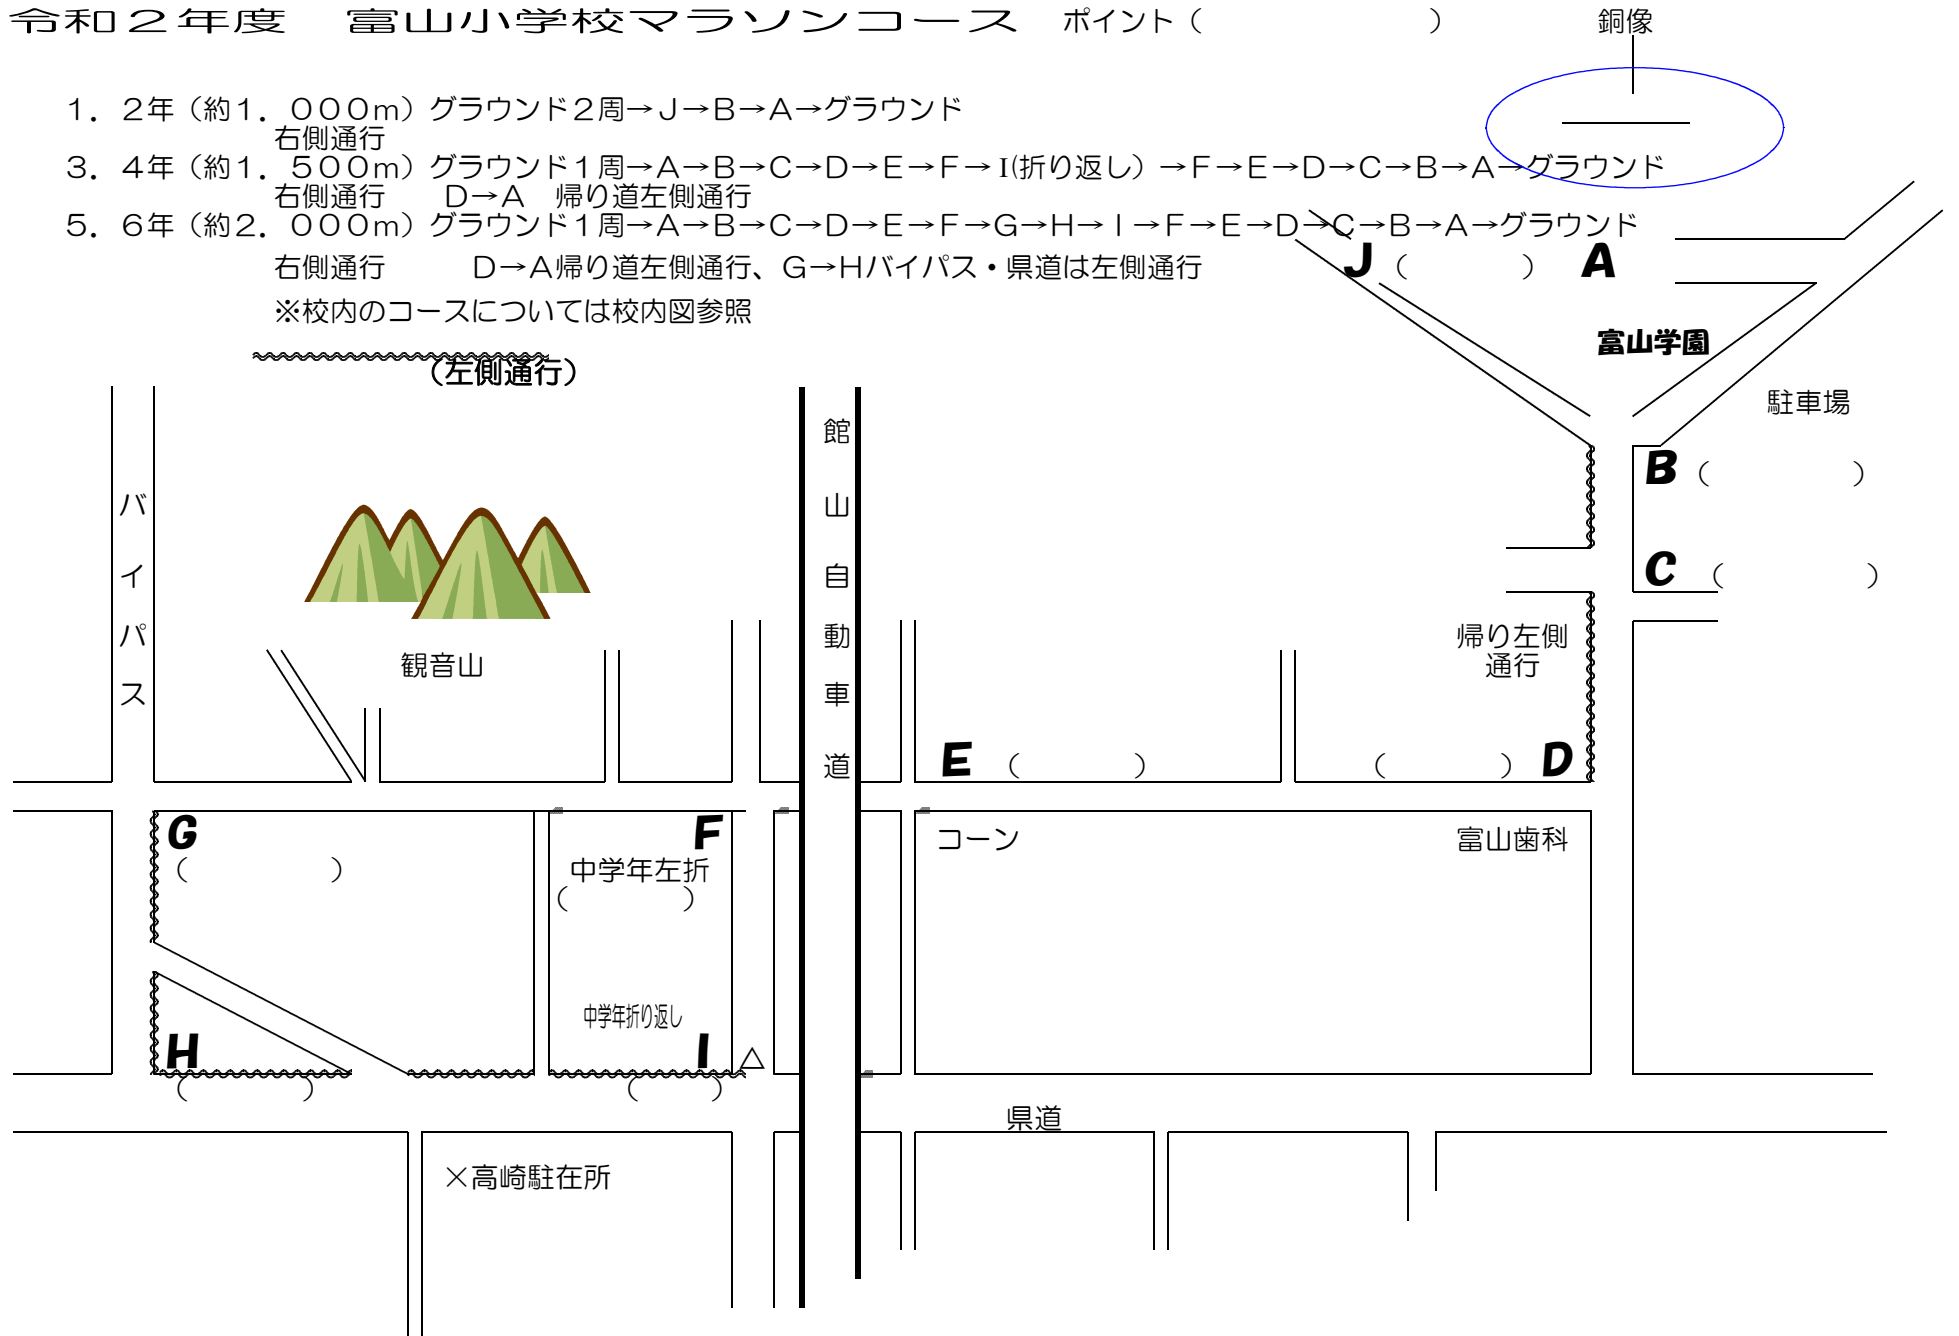 令和２年度　富山小学校マラソンコース　ポイント（　　　　　　　　）
銅像
１．２年（約１．０００ｍ）グラウンド２周→Ｊ→Ｂ→Ａ→グラウンド
右側通行
３．４年（約１．５００ｍ）グラウンド１周→Ａ→Ｂ→Ｃ→Ｄ→Ｅ→Ｆ→I(折り返し）→Ｆ→Ｅ→Ｄ→Ｃ→Ｂ→Ａ→グラウンド
右側通行　　Ｄ→Ａ　帰り道左側通行
５．６年（約２．０００ｍ）グラウンド１周→Ａ→Ｂ→Ｃ→Ｄ→Ｅ→Ｆ→Ｇ→Ｈ→Ｉ→Ｆ→Ｅ→Ｄ→Ｃ→Ｂ→Ａ→グラウンド
右側通行　　　Ｄ→Ａ帰り道左側通行、Ｇ→Ｈバイパス・県道は左側通行
J（　　　　）
A
※校内のコースについては校内図参照
富山学園
（左側通行）
駐車場
館山自動車道
バイパス
B（　　　　　）
C（　　　　　）
観音山
帰り左側
通行
E（　　　　）
（　　　　）D
G
（　　　　　）
F
中学年左折
（　　　　）
コーン
富山歯科
中学年折り返し
H
（　　　　）
I △
（　　　）
県道
×高崎駐在所